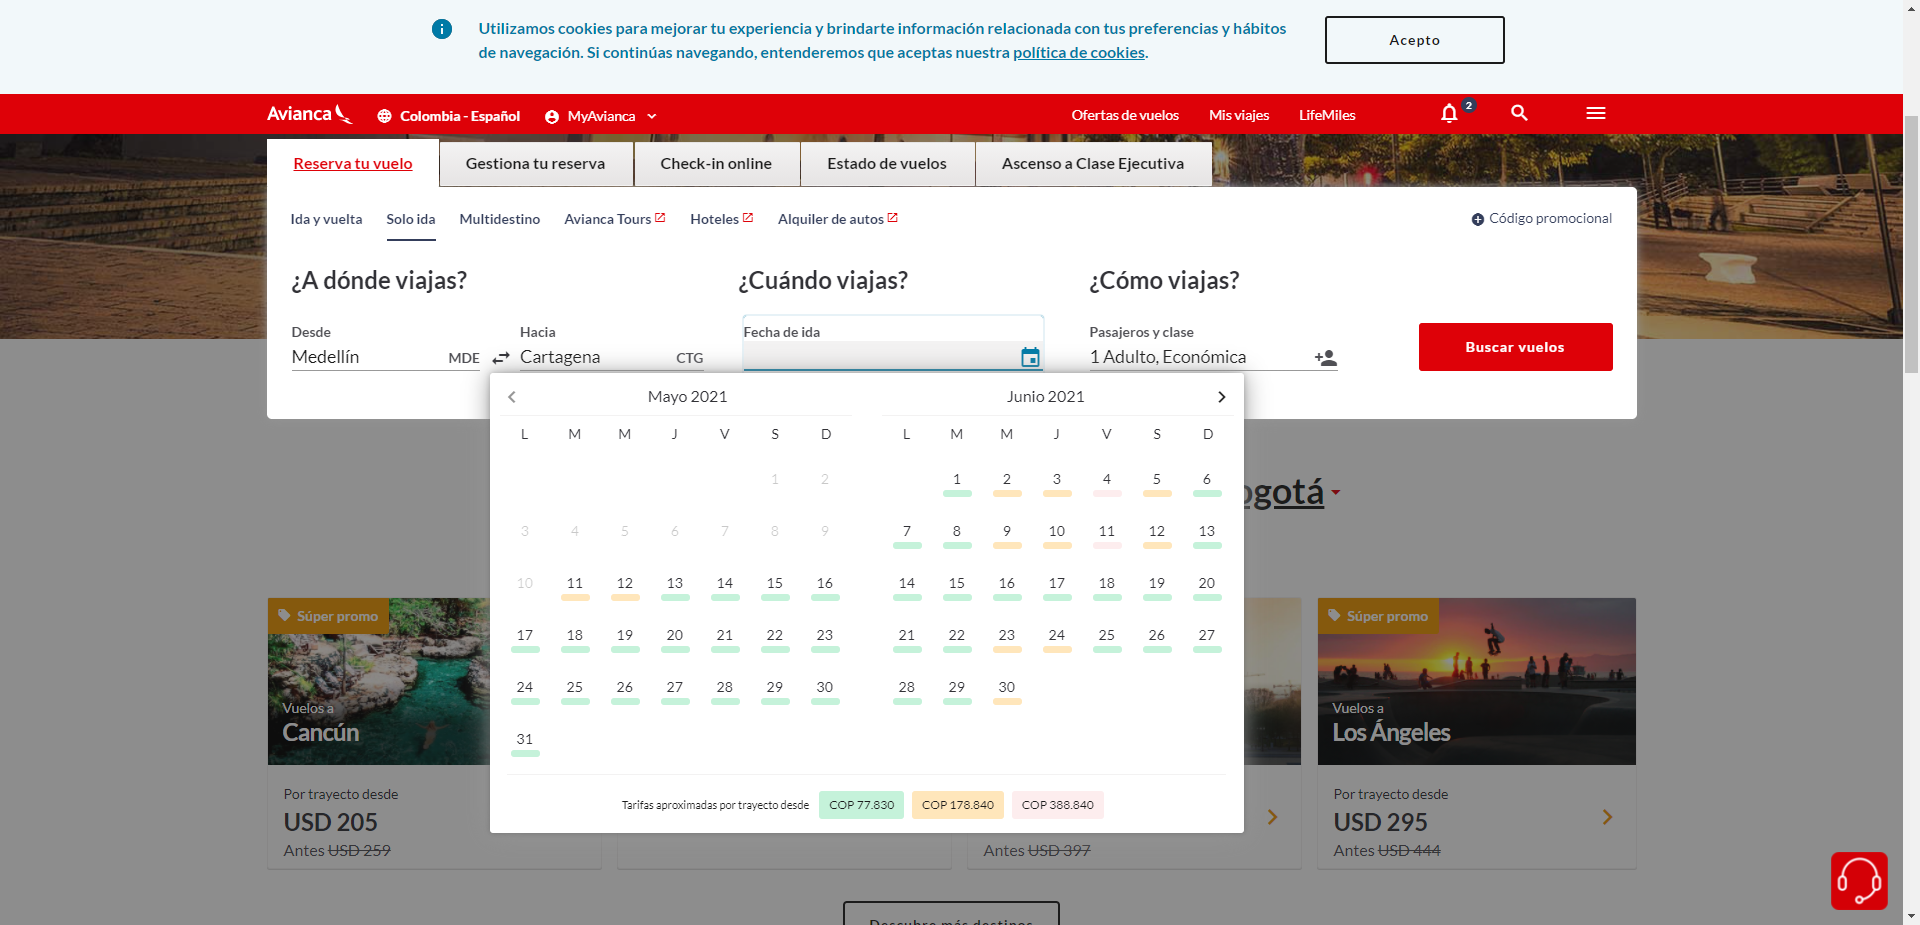 Utilizamos cookies para mejorar tu experiencia y brindarte información relacionada con tus preferencias y hábitos
de navegación. Si continúas navegando, entenderemos que aceptas nuestra política de cookies.
Acepto
Avianca
Colombia - Español
MyAvianca
Ofertas de vuelos
Mis viajes
LifeMiles
2
Reserva tu vuelo
Gestiona tu reserva
Check-in online
Estado de vuelos
Ascenso a Clase Ejecutiva
Ida y vuelta
Solo ida
Multidestino
Avianca Tours
Hoteles
Alquiler de autos
Código promocional
¿A dónde viajas?
¿Cuándo viajas?
¿Cómo viajas?
Desde
Hacia
Fecha de ida
Pasajeros y clase
Medellín MDE
Cartagena CTG
1 Adulto, Económica
Buscar vuelos
Mayo 2021
L M M J V S D
1 2
3 4 5 6 7 8 9
10 11 12 13 14 15 16
17 18 19 20 21 22 23
24 25 26 27 28 29 30
31
Junio 2021
L M M J V S D
1 2 3 4 5 6
7 8 9 10 11 12 13
14 15 16 17 18 19 20
21 22 23 24 25 26 27
28 29 30
Tarifas aproximadas por trayecto desde
COP 77.830
COP 178.840
COP 388.840
ogotá
Súper promo
Vuelos a
Cancún
Por trayecto desde
USD 205
Antes USD 259
Antes USD 397
Súper promo
Vuelos a
Los Ángeles
Por trayecto desde
USD 295
Antes USD 444
Descubre más destinos